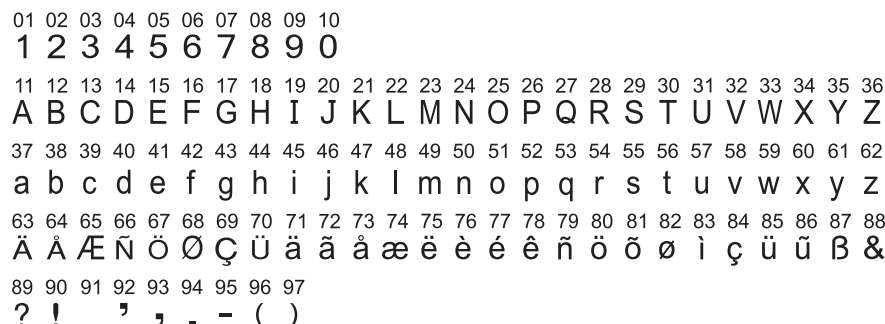 01 02 03 04 05 06 07 08 09 10
1 2 3 4 5 6 7 8 9 0
11 12 13 14 15 16 17 18 19 20 21 22 23 24 25 26 27 28 29 30 31 32 33 34 35 36
A B C D E F G H I J K L M N O P Q R S T U V W X Y Z
37 38 39 40 41 42 43 44 45 46 47 48 49 50 51 52 53 54 55 56 57 58 59 60 61 62
a b c d e f g h i j k l m n o p q r s t u v w x y z
63 64 65 66 67 68 69 70 71 72 73 74 75 76 77 78 79 80 81 82 83 84 85 86 87 88
Ä Å Æ Ñ Ö Ø Ç Ü ä ã å æ ë è é ê ñ ö õ ø ì ç ü ũ ß &
89 90 91 92 93 94 95 96 97
? ! ’ , . - ( )